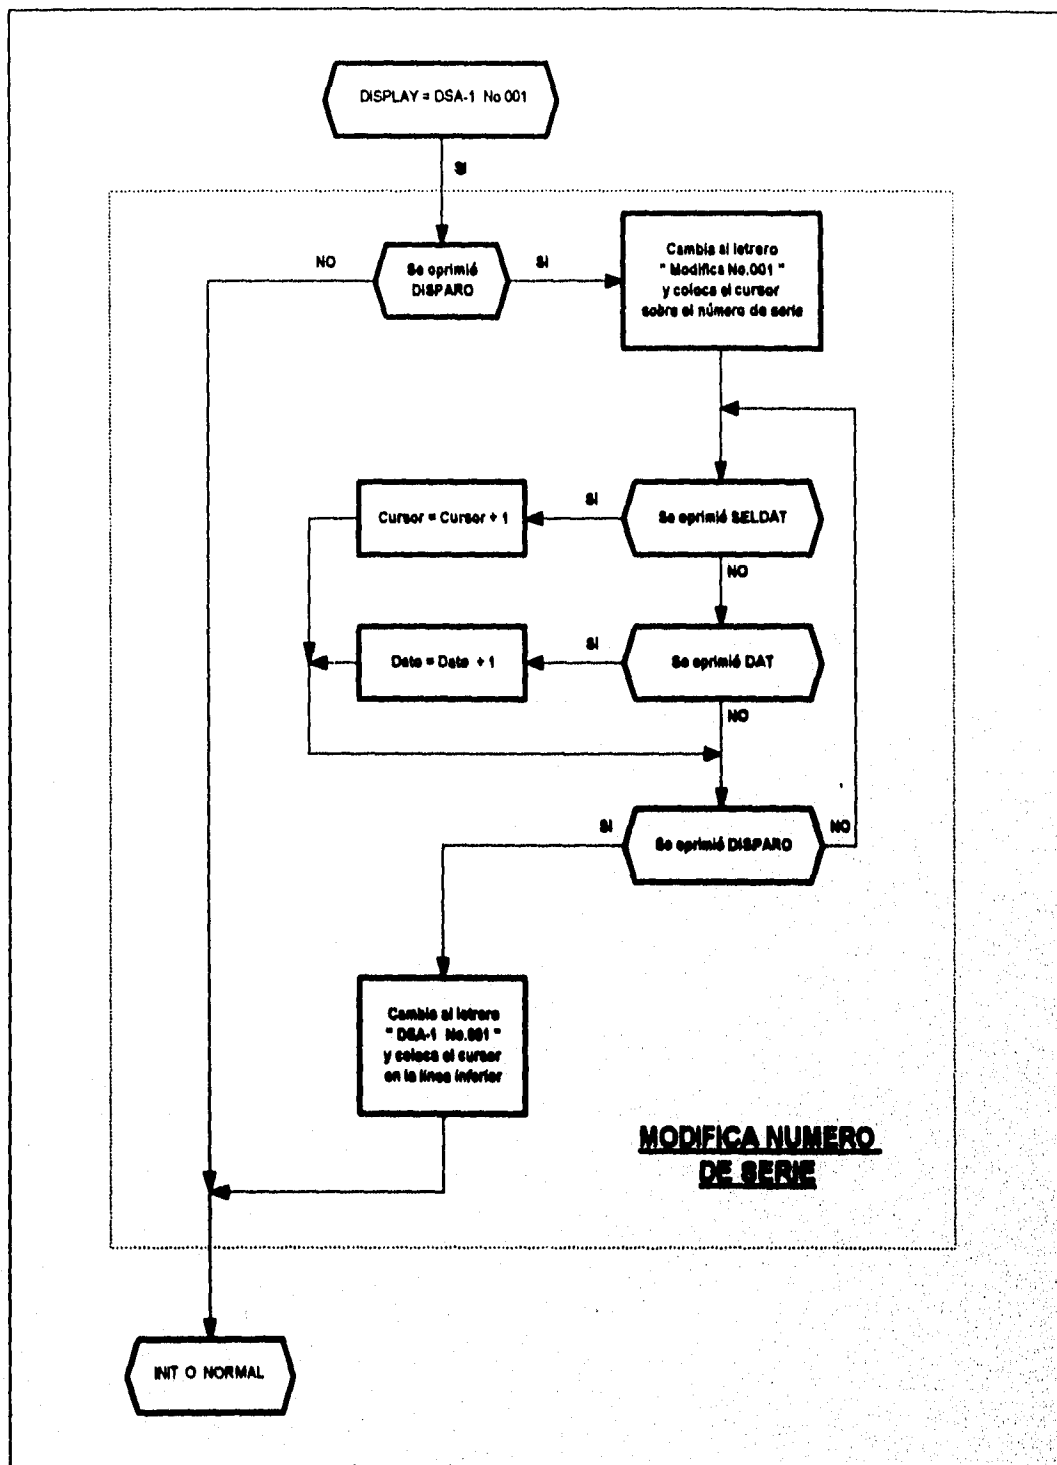 DISPLAY = DSA-1 No 001
SI
NO
Se oprimió
DISPARO
SI
Cambia al letrero
" Modifica No.001 "
y coloca el cursor
sobre el número de serie
Cursor = Cursor + 1
SI
Se oprimió SELDAT
NO
Dato = Dato + 1
SI
Se oprimió DAT
NO
SI
Se oprimió DISPARO
NO
Cambia al letrero
" DSA-1 No.001 "
y coloca el cursor
en la línea inferior
MODIFICA NUMERO
DE SERIE
INIT O NORMAL